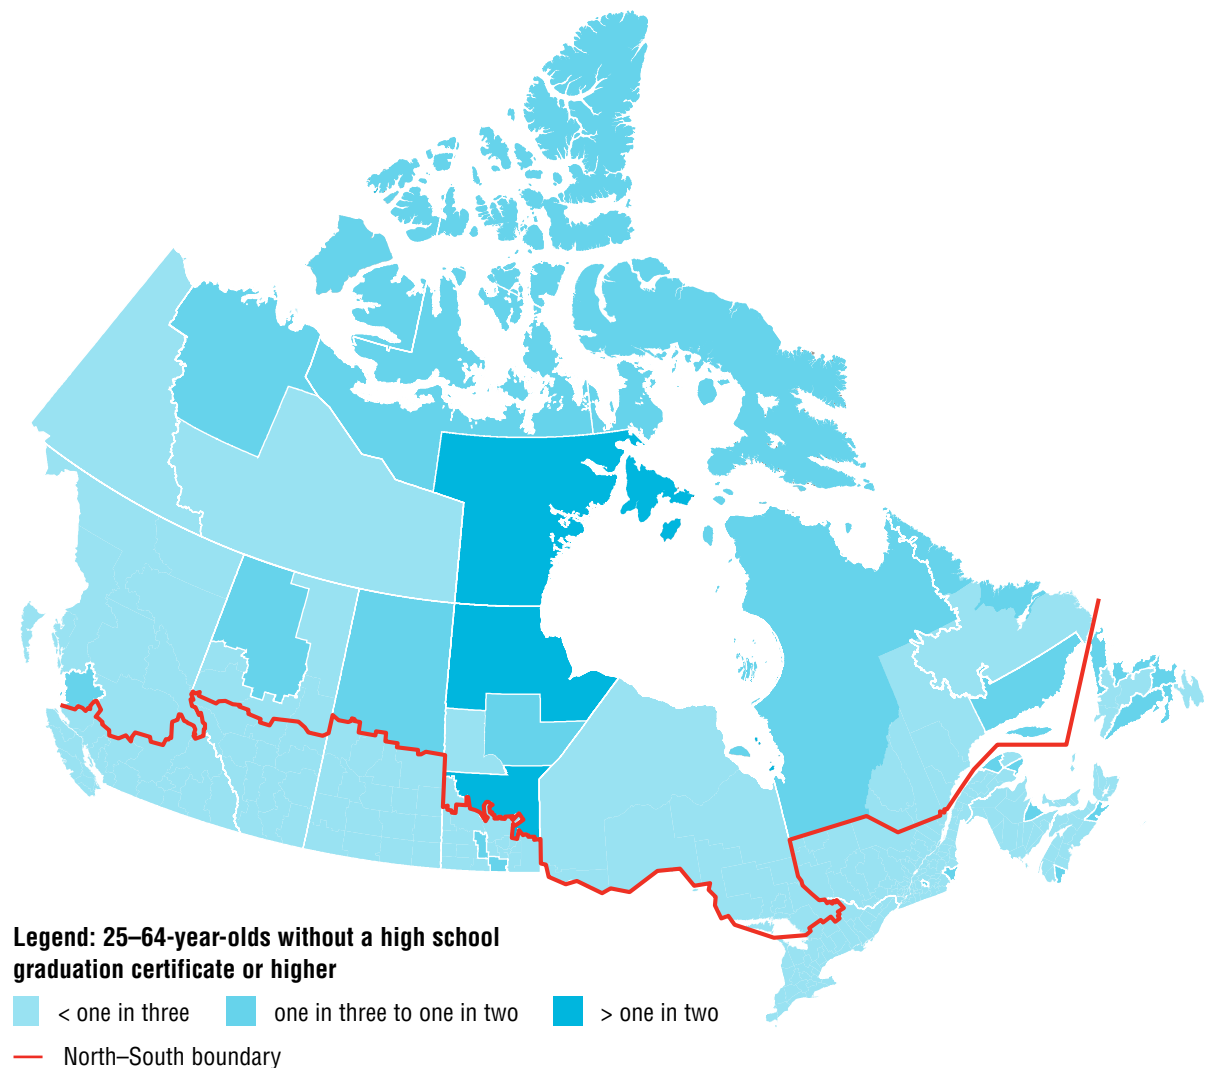 Legend: 25–64-year-olds without a high school
graduation certificate or higher
< one in three one in three to one in two > one in two
North–South boundary